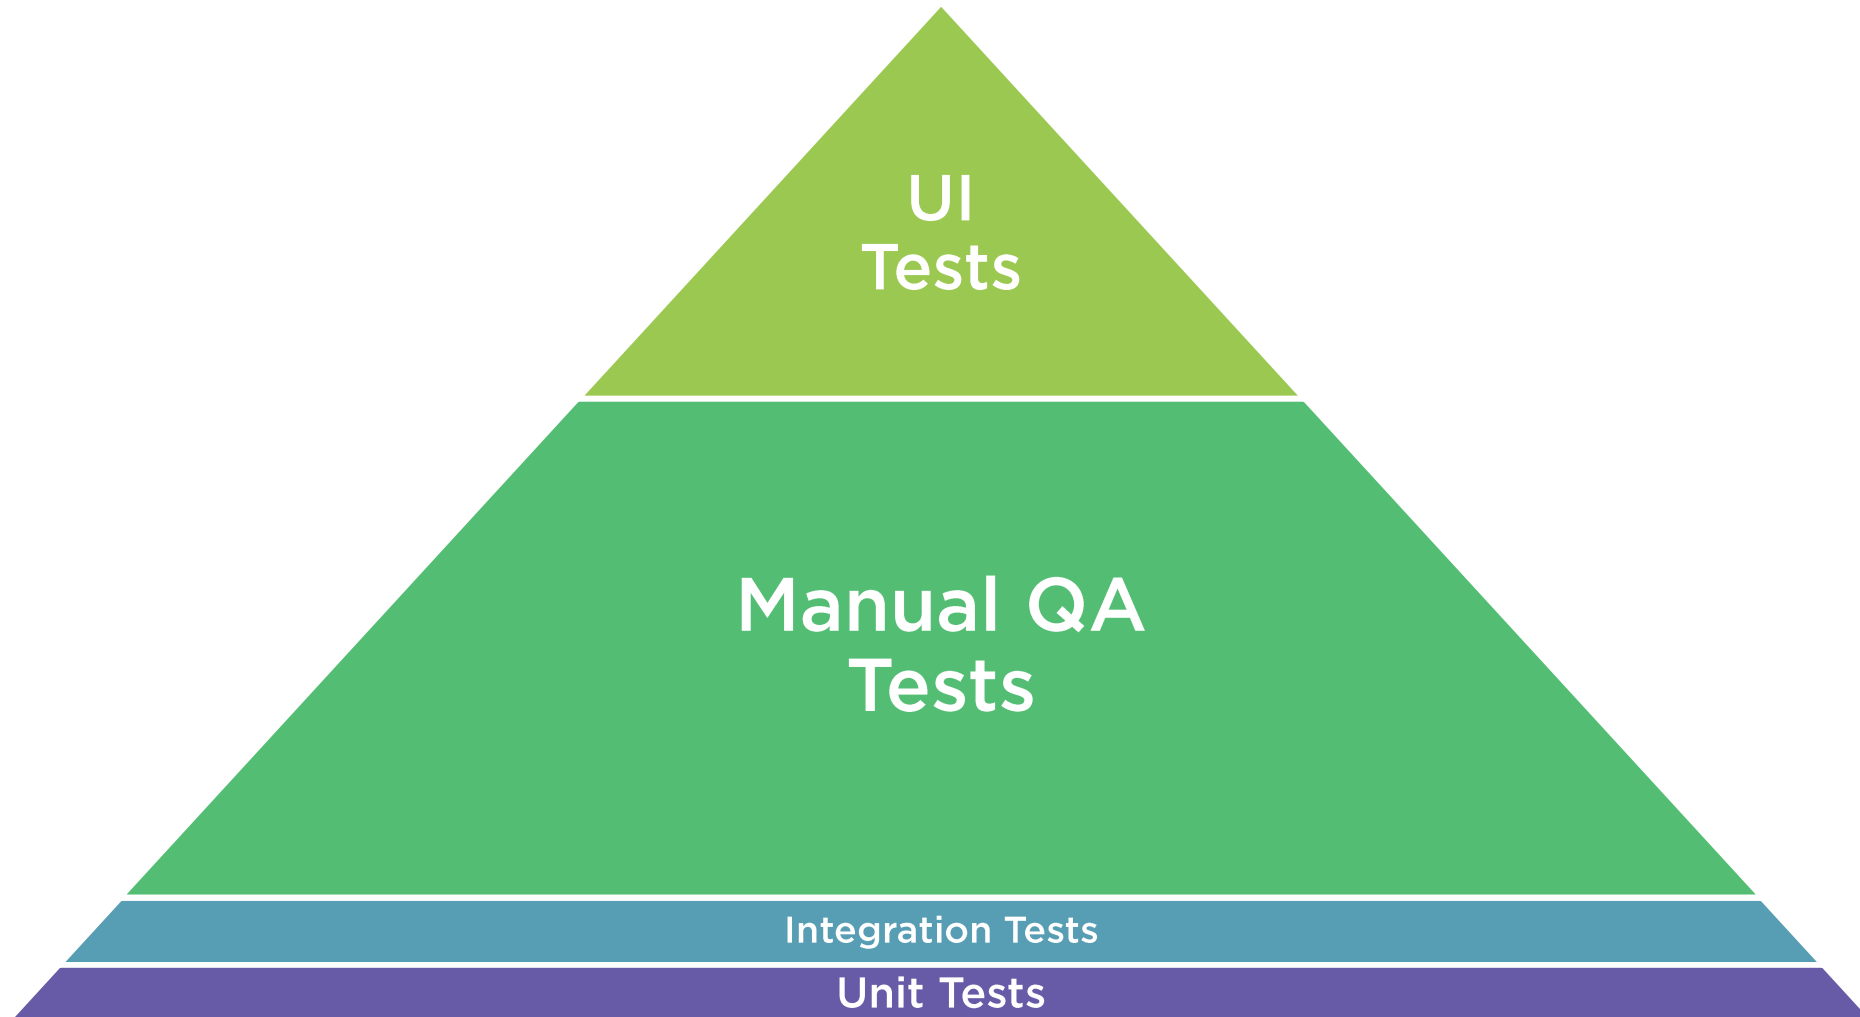 UI
Tests
Manual QA
Tests
Integration Tests
Unit Tests